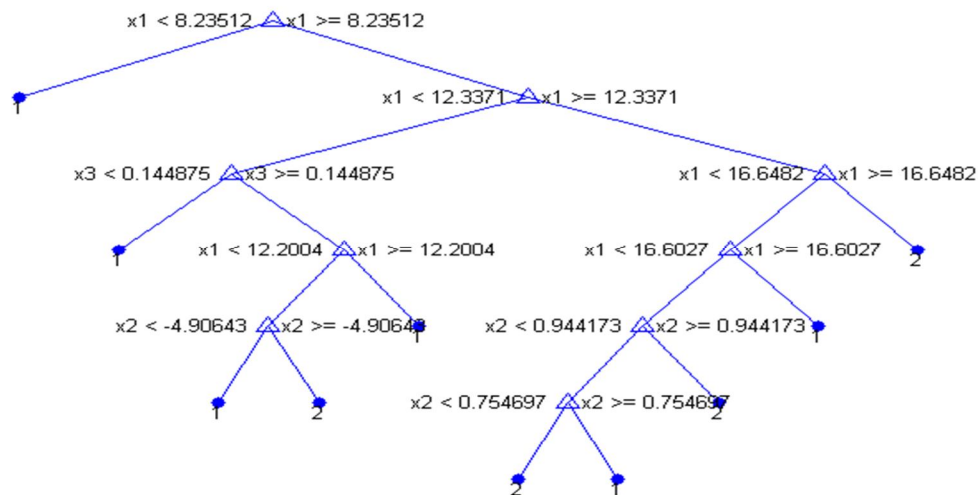 x1 < 8.23512 x1 >= 8.23512
1
x1 < 12.3371 x1 >= 12.3371
x3 < 0.144875 x3 >= 0.144875
x1 < 16.6482 x1 >= 16.6482
1
x1 < 12.2004 x1 >= 12.2004
x1 < 16.6027 x1 >= 16.6027
2
x2 < -4.90643 x2 >= -4.90643
1
x2 < 0.944173 x2 >= 0.944173
1
1
2
x2 < 0.754697 x2 >= 0.754697
2
2
1